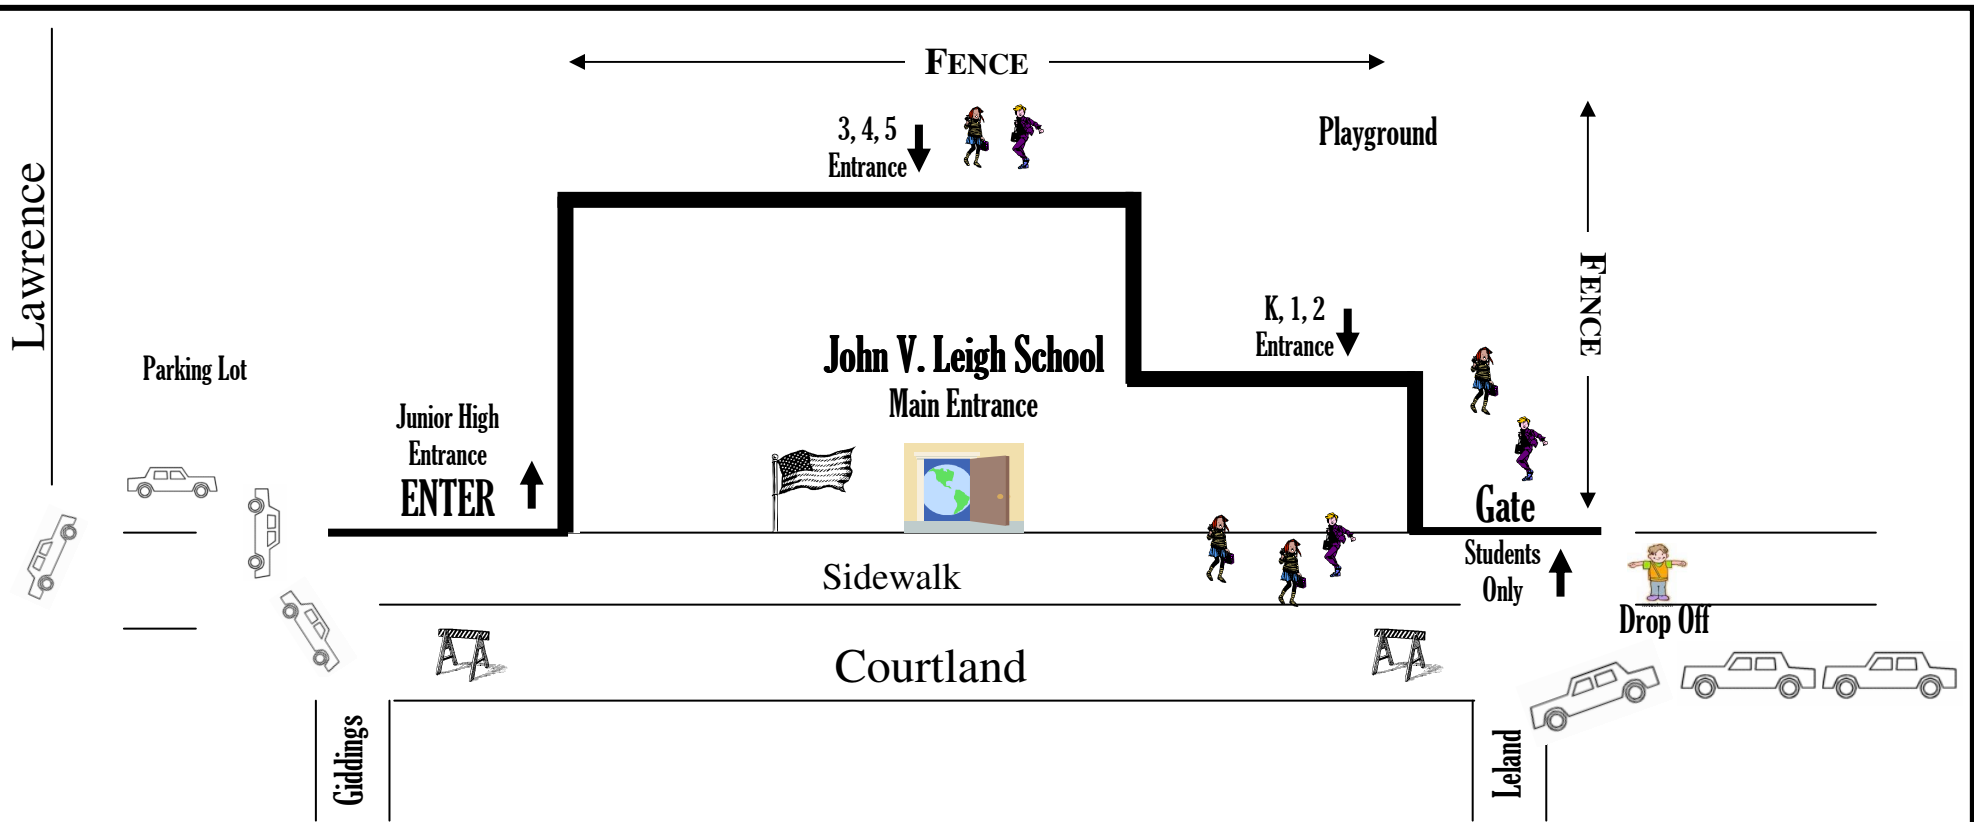 FENCE
3, 4, 5
Entrance
Playground
Lawrence
FENCE
K, 1, 2
Entrance
John V. Leigh School
Main Entrance
Parking Lot
Junior High
Entrance
ENTER
Gate
Students
Only
Sidewalk
Drop Off
Courtland
Giddings
Leland